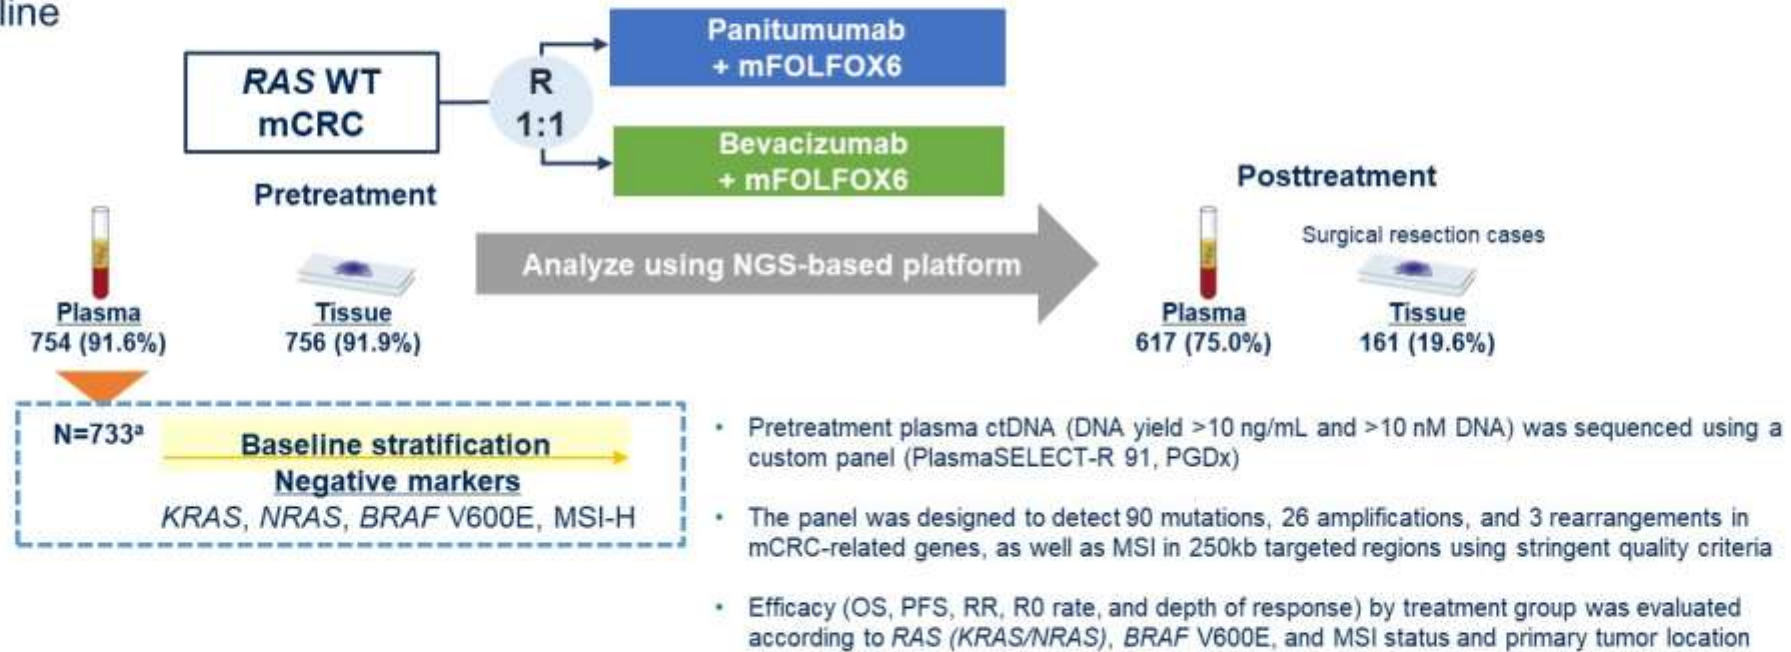 line
RAS WT
mCRC
R
1:1
Panitumumab
+ mFOLFOX6
Bevacizumab
+ mFOLFOX6
Pretreatment
Plasma
754 (91.6%)
Tissue
756 (91.9%)
Analyze using NGS-based platform
Posttreatment
Surgical resection cases
Plasma
617 (75.0%)
Tissue
161 (19.6%)
N=733ª
Baseline stratification
Negative markers
KRAS, NRAS, BRAF V600E, MSI-H
• Pretreatment plasma ctDNA (DNA yield >10 ng/mL and >10 nM DNA) was sequenced using a
custom panel (PlasmaSELECT-R 91, PGDx)
• The panel was designed to detect 90 mutations, 26 amplifications, and 3 rearrangements in
mCRC-related genes, as well as MSI in 250kb targeted regions using stringent quality criteria
• Efficacy (OS, PFS, RR, R0 rate, and depth of response) by treatment group was evaluated
according to RAS (KRAS/NRAS), BRAF V600E, and MSI status and primary tumor location